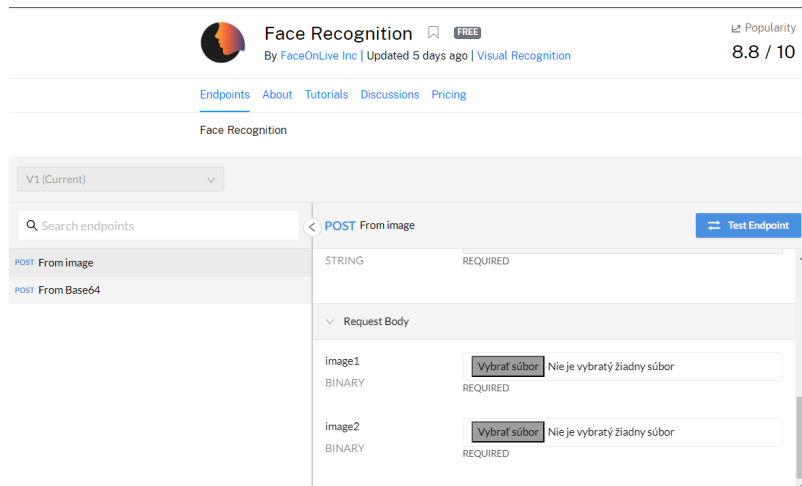 Face Recognition FREE
Popularity
By FaceOnLive Inc | Updated 5 days ago | Visual Recognition
8.8 / 10
Endpoints About Tutorials Discussions Pricing
Face Recognition
V1 (Current)
Search endpoints
POST From image
POST From Base64
POST From image
Test Endpoint
STRING
REQUIRED
Request Body
image1
BINARY
Vybrať súbor Nie je vybratý žiadny súbor
REQUIRED
image2
BINARY
Vybrať súbor Nie je vybratý žiadny súbor
REQUIRED